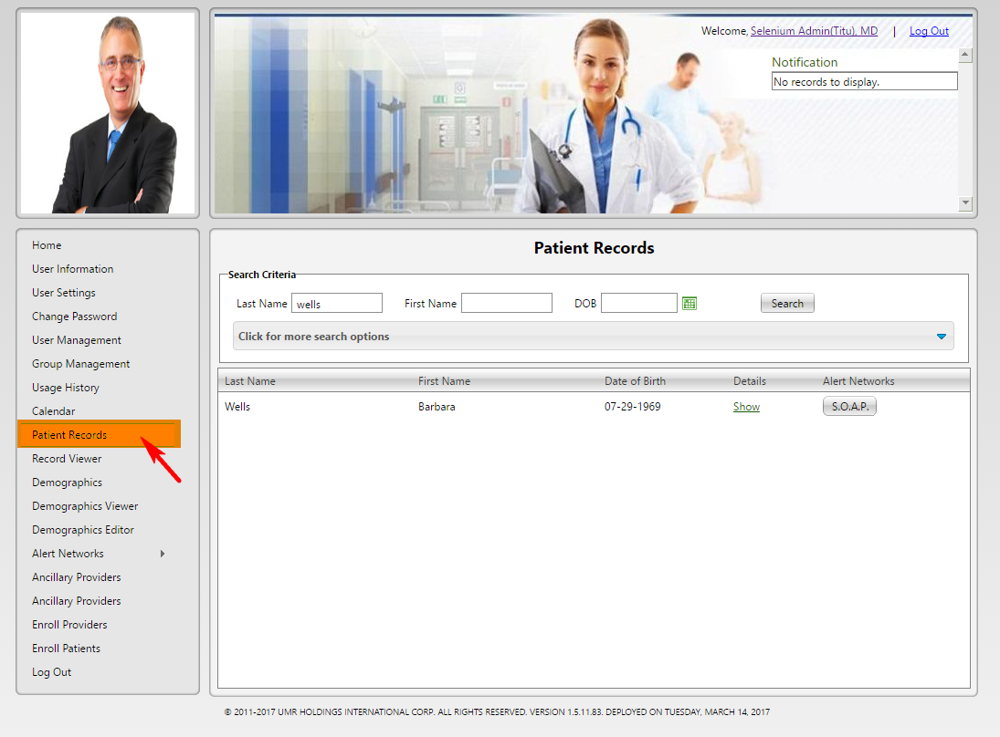 Welcome, Selenium Admin(Titu), MD | Log Out
Notification
No records to display.
Home
User Information
User Settings
Change Password
User Management
Group Management
Usage History
Calendar
Patient Records
Record Viewer
Demographics
Demographics Viewer
Demographics Editor
Alert Networks
Ancillary Providers
Ancillary Providers
Enroll Providers
Enroll Patients
Log Out
Patient Records
Search Criteria
Last Name wells First Name DOB Search
Click for more search options
Last Name First Name Date of Birth Details Alert Networks
Wells Barbara 07-29-1969 Show S.O.A.P.
© 2011-2017 UMR HOLDINGS INTERNATIONAL CORP. ALL RIGHTS RESERVED. VERSION 1.5.11.83. DEPLOYED ON TUESDAY, MARCH 14, 2017